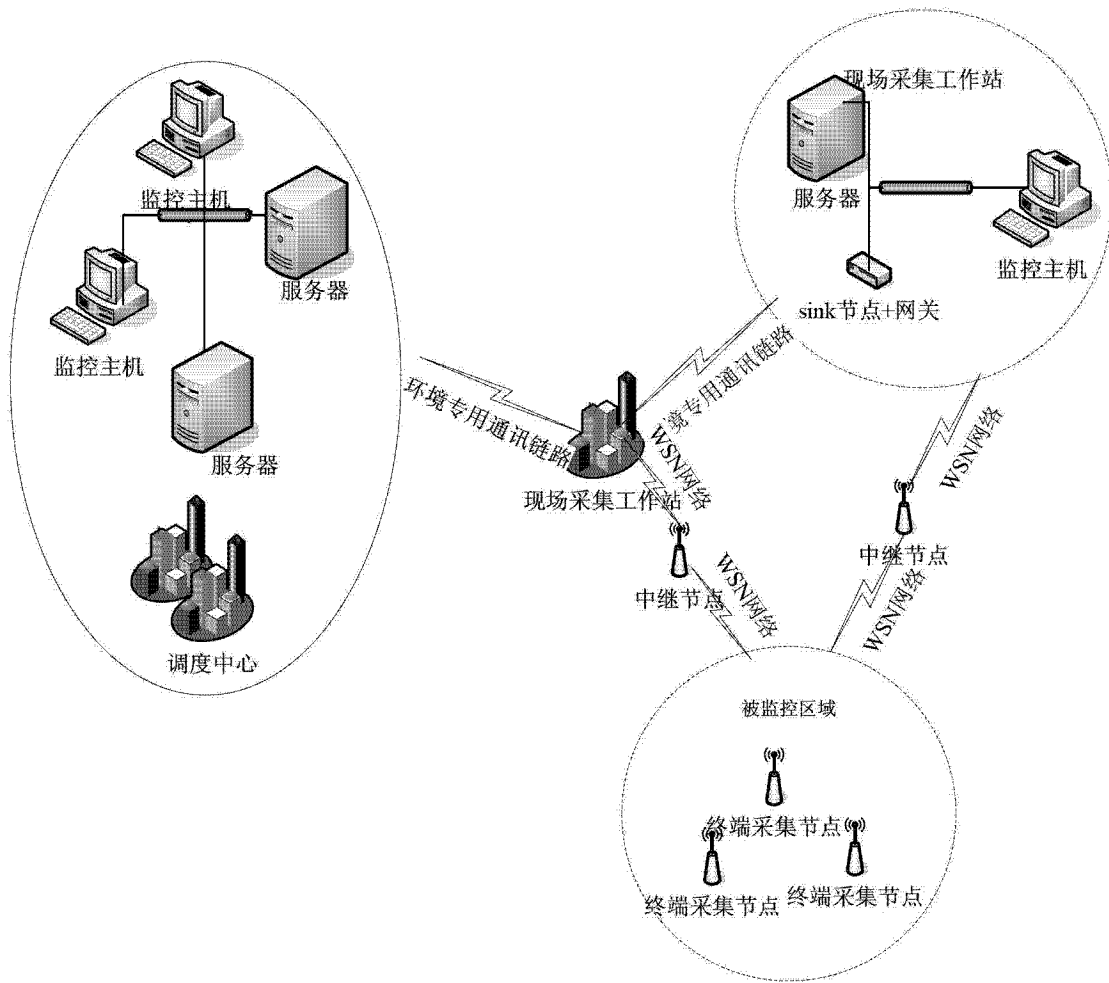 监控主机
监控主机
服务器
服务器
调度中心
现场采集工作站
服务器
监控主机
sink节点+网关
环境专用通讯链路
境专用通讯链路
现场采集工作站
WSN网络
中继节点
WSN网络
WSN网络
中继节点
WSN网络
被监控区域
终端采集节点
终端采集节点
终端采集节点